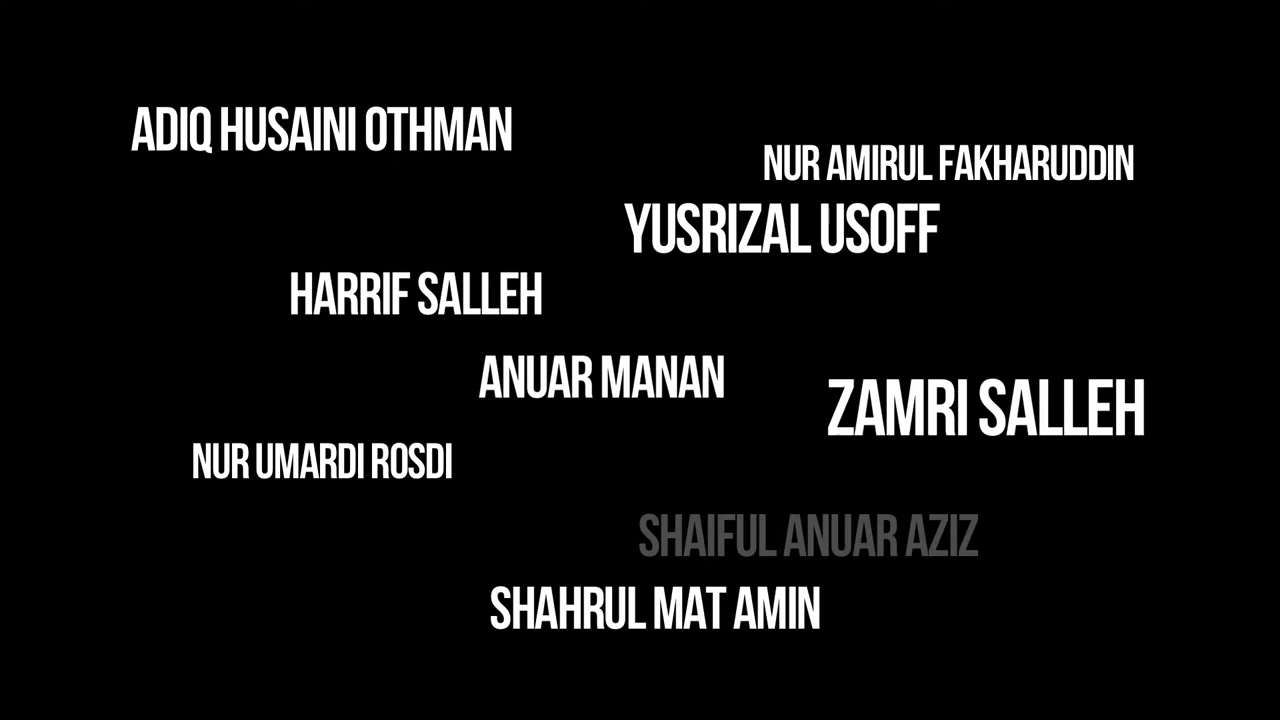 ADIQ HUSAINI OTHMAN
NUR AMIRUL FAKHARUDDIN
YUSRIZAL USOFF
HARRIF SALLEH
ANUAR MANAN
ZAMRI SALLEH
NUR UMARDI ROSDI
SHAIFUL ANUAR AZIZ
SHAHRUL MAT AMIN